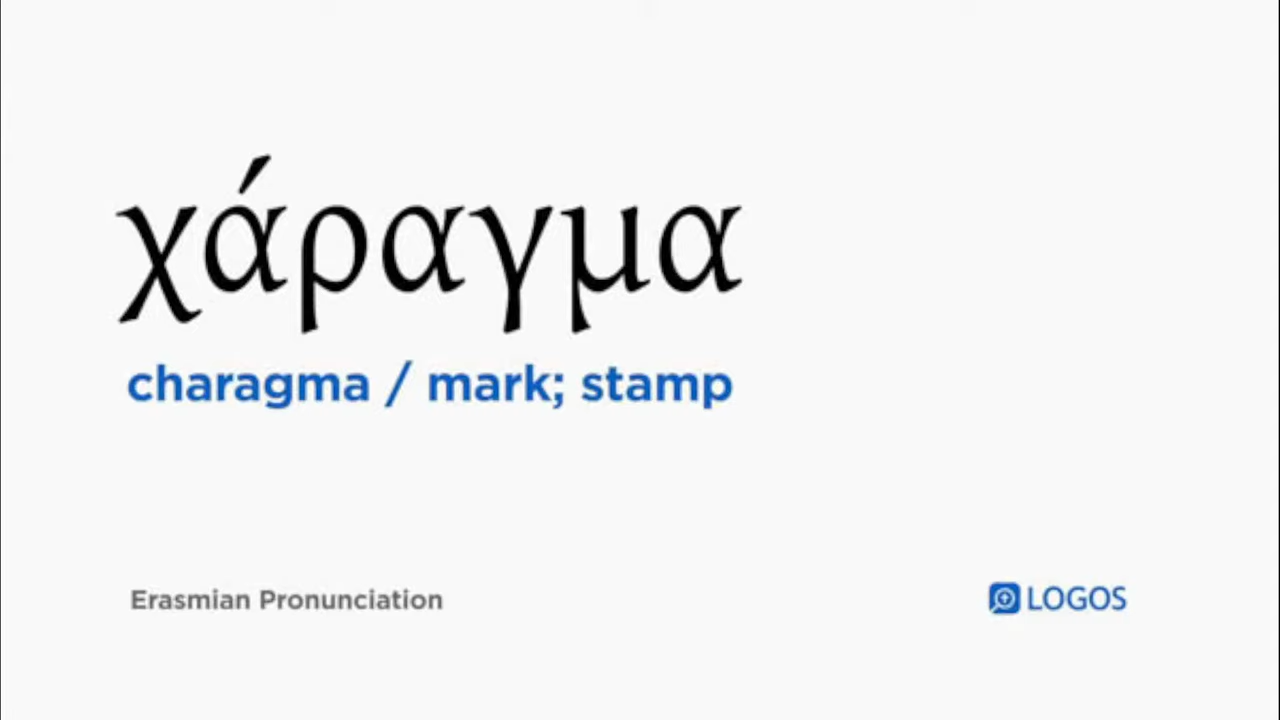 χάραγμα
charagma / mark; stamp
Erasmian Pronunciation
LOGOS